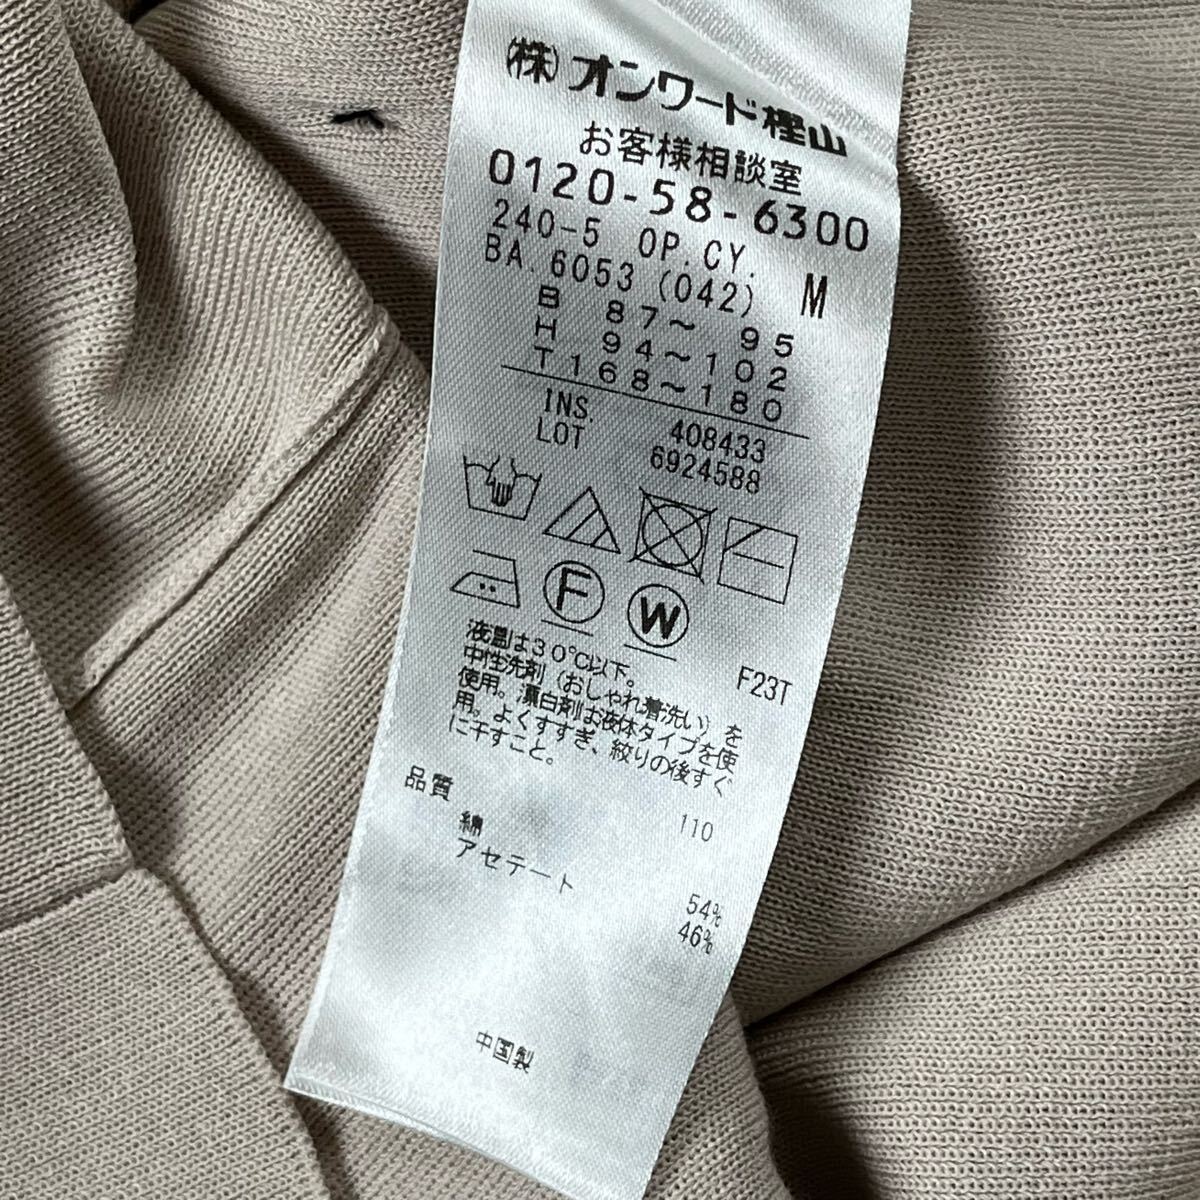 (株)オンワード樫山
お客様相談室
0120-58-6300
240-5 OP.CY.
BA.6053(042) M
B 87～ 95
H 94～102
T168～180
INS. 408433
LOT 6924588
F
W
F23T
液温は30℃以下。
中性洗剤(おしゃれ着洗い)を
使用。漂白剤は液体タイプを使
用。よくすすぎ、絞りの後すぐ
に干すこと。
品質 110
綿 54%
アセテート 46%
中国製